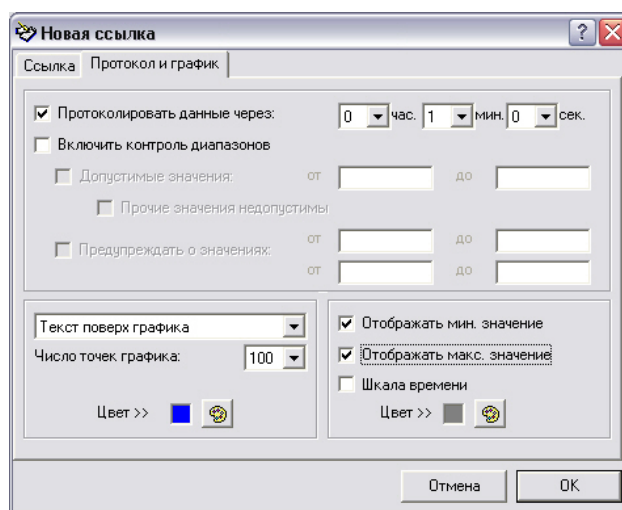 Новая ссылка
Ссылка Протокол и график
Протоколировать данные через: 0 час. 1 мин. 0 сек.
Включить контроль диапазонов
Допустимые значения: от до
Прочие значения недопустимы
Предупреждать о значениях: от до
от до
Текст поверх графика
Число точек графика: 100
Цвет >>
Отображать мин. значение
Отображать макс. значение
Шкала времени
Цвет >>
Отмена OK